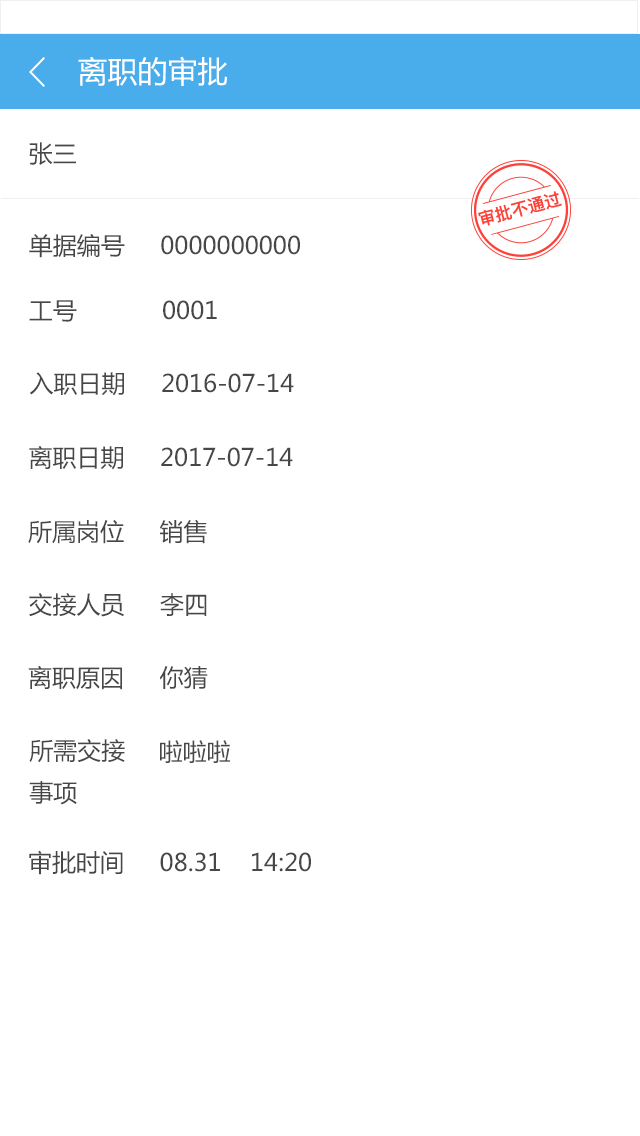 离职的审批
张三
审批不通过
单据编号 0000000000
工号 0001
入职日期 2016-07-14
离职日期 2017-07-14
所属岗位 销售
交接人员 李四
离职原因 你猜
所需交接 啦啦啦
事项
审批时间 08.31 14:20